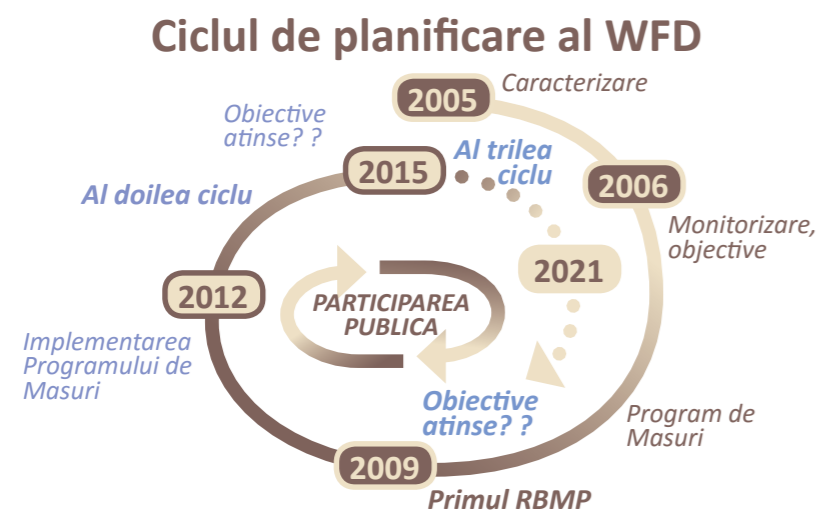 Ciclul de planificare al WFD
2005
Caracterizare
2006
Monitorizare,
objective
Program de
Masuri
2009
Primul RBMP
2012
Implementarea
Programului de
Masuri
Al doilea ciclu
Obiective
atinse? ?
2015
Al trilea
ciclu
2021
Obiective
atinse? ?
PARTICIPAREA
PUBLICA